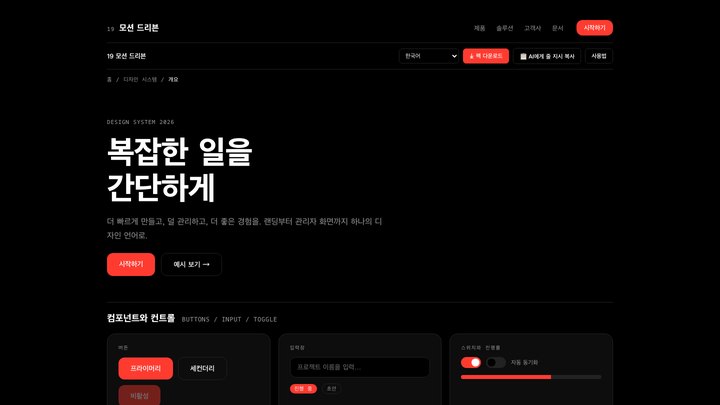 19 모션 드리븐
제품 솔루션 고객사 문서 시작하기
19 모션 드리븐
한국어 팩 다운로드 AI에게 줄 지시 복사 사용법
홈 / 디자인 시스템 / 개요
DESIGN SYSTEM 2026
복잡한 일을
간단하게
더 빠르게 만들고, 덜 관리하고, 더 좋은 경험을. 랜딩부터 관리자 화면까지 하나의 디
자인 언어로.
시작하기 예시 보기 →
컴포넌트와 컨트롤 BUTTONS / INPUT / TOGGLE
버튼
프라이머리 세컨더리
비활성
입력창
프로젝트 이름을 입력...
진행 중
스위치와 진행률
자동 동기화